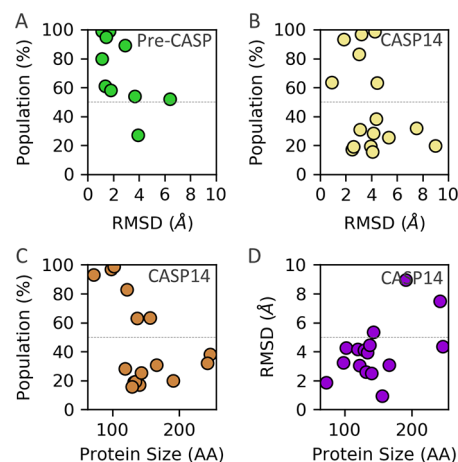 A
Pre-CASP
Population (%)
100
80
60
40
20
0
0 2 4 6 8 10
RMSD (Å)
B
CASP14
Population (%)
100
80
60
40
20
0
0 2 4 6 8 10
RMSD (Å)
C
CASP14
Population (%)
100
80
60
40
20
0
100 200
Protein Size (AA)
D
CASP14
RMSD (Å)
10
8
6
4
2
0
100 200
Protein Size (AA)